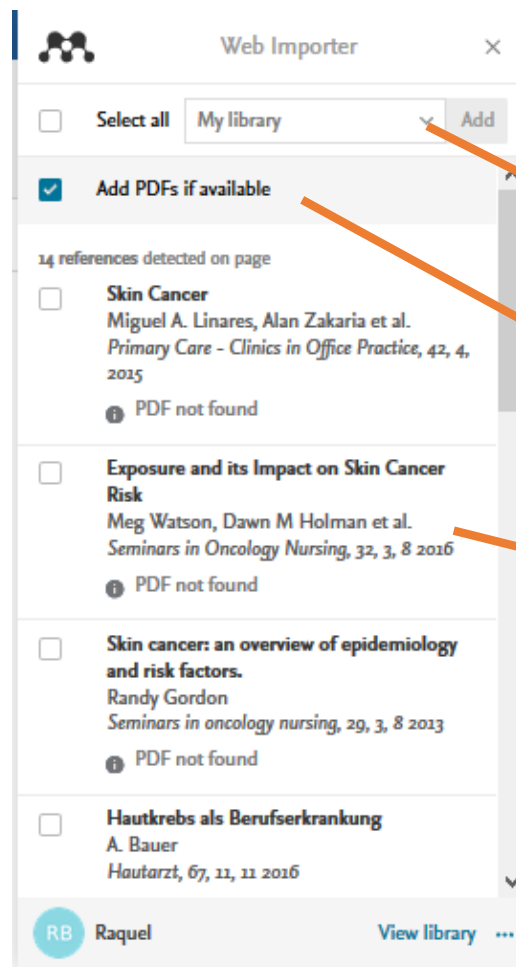 Web Importer
Select all My library Add
Add PDFs if available
14 references detected on page
Skin Cancer
Miguel A. Linares, Alan Zakaria et al.
Primary Care - Clinics in Office Practice, 42, 4,
2015
PDF not found
Exposure and its Impact on Skin Cancer
Risk
Meg Watson, Dawn M Holman et al.
Seminars in Oncology Nursing, 32, 3, 8 2016
PDF not found
Skin cancer: an overview of epidemiology
and risk factors.
Randy Gordon
Seminars in oncology nursing, 29, 3, 8 2013
PDF not found
Hautkrebs als Berufserkrankung
A. Bauer
Hautarzt, 67, 11, 11 2016
RB Raquel View library